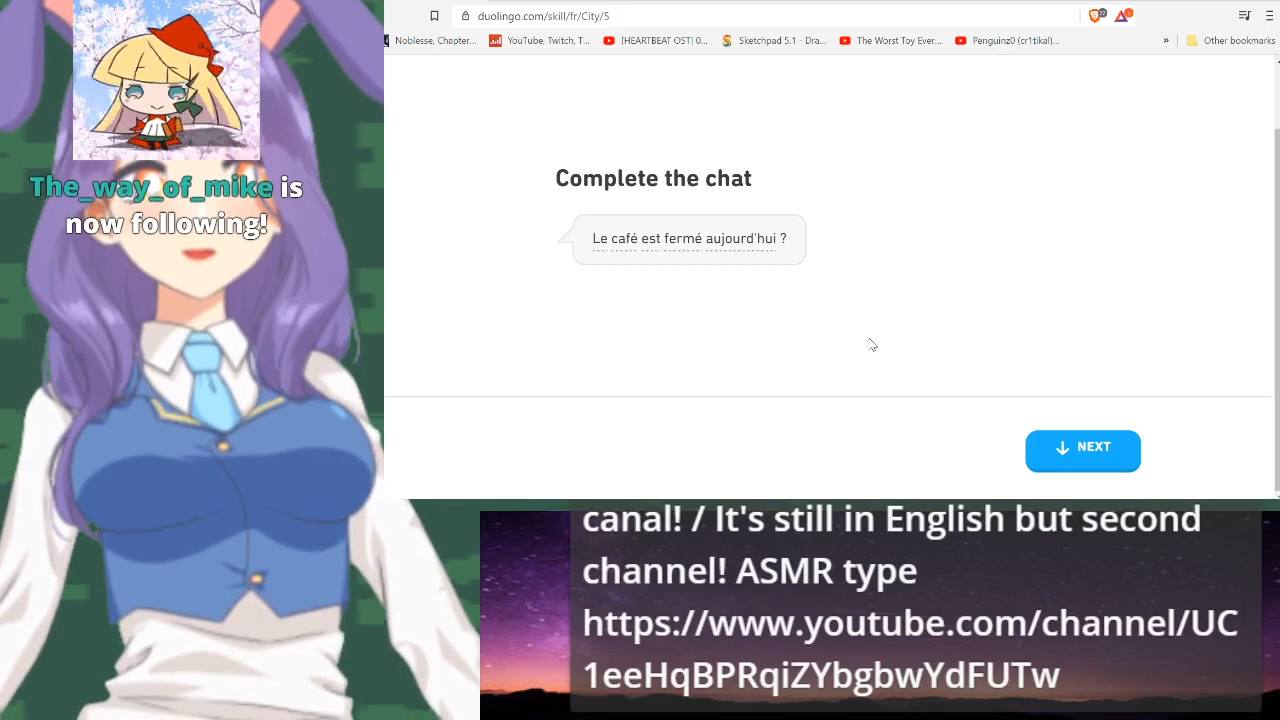 duolingo.com/skill/fr/City/5
Noblesse, Chapter...
YouTube, Twitch, T...
[HEARTBEAT OST] 0...
Sketchpad 5.1 - Dr...
The Worst Toy Ever...
Penguinz0 (cr1tikal)...
»
Other bookmarks
The_way_of_mike is
now following!
Complete the chat
Le café est fermé aujourd'hui ?
NEXT
canal! / It's still in English but second
channel! ASMR type
https://www.youtube.com/channel/UC
1eeHqBPRqiZYbgbwYdFUTw